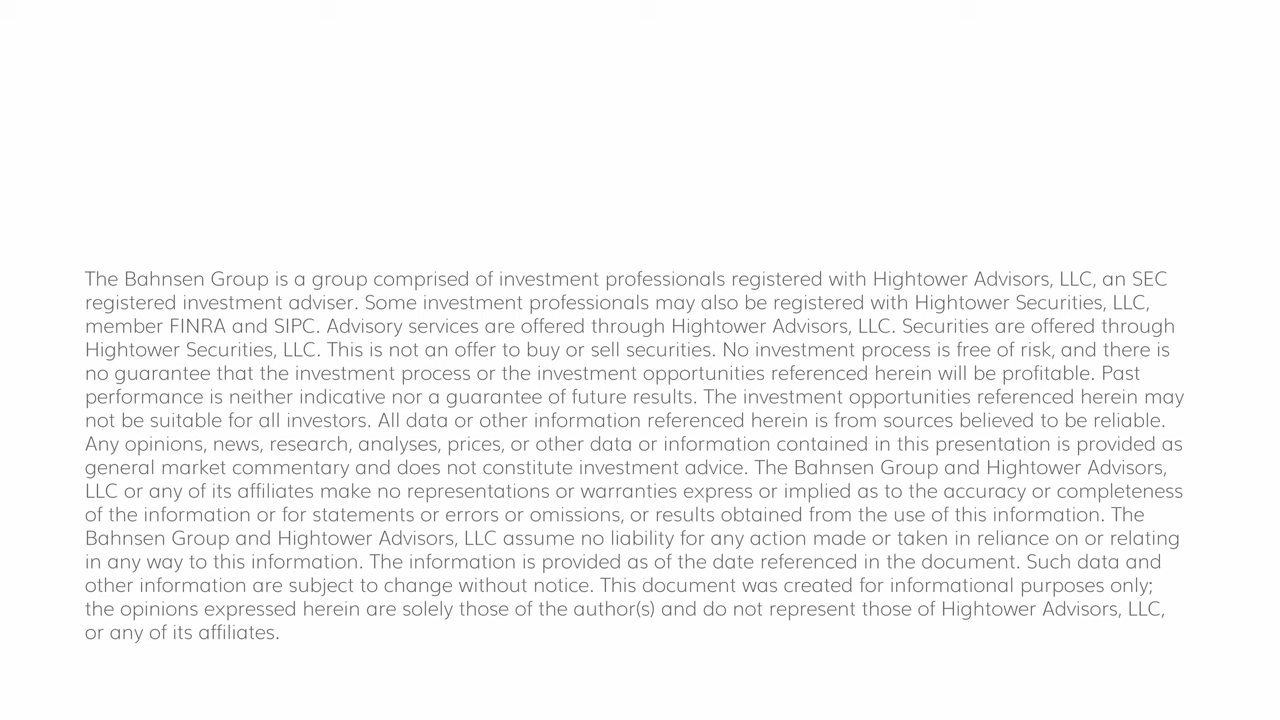 The Bahnsen Group is a group comprised of investment professionals registered with Hightower Advisors, LLC, an SEC
registered investment adviser. Some investment professionals may also be registered with Hightower Securities, LLC,
member FINRA and SIPC. Advisory services are offered through Hightower Advisors, LLC. Securities are offered through
Hightower Securities, LLC. This is not an offer to buy or sell securities. No investment process is free of risk, and there is
no guarantee that the investment process or the investment opportunities referenced herein will be profitable. Past
performance is neither indicative nor a guarantee of future results. The investment opportunities referenced herein may
not be suitable for all investors. All data or other information referenced herein is from sources believed to be reliable.
Any opinions, news, research, analyses, prices, or other data or information contained in this presentation is provided as
general market commentary and does not constitute investment advice. The Bahnsen Group and Hightower Advisors,
LLC or any of its affiliates make no representations or warranties express or implied as to the accuracy or completeness
of the information or for statements or errors or omissions, or results obtained from the use of this information. The
Bahnsen Group and Hightower Advisors, LLC assume no liability for any action made or taken in reliance on or relating
in any way to this information. The information is provided as of the date referenced in the document. Such data and
other information are subject to change without notice. This document was created for informational purposes only;
the opinions expressed herein are solely those of the author(s) and do not represent those of Hightower Advisors, LLC,
or any of its affiliates.